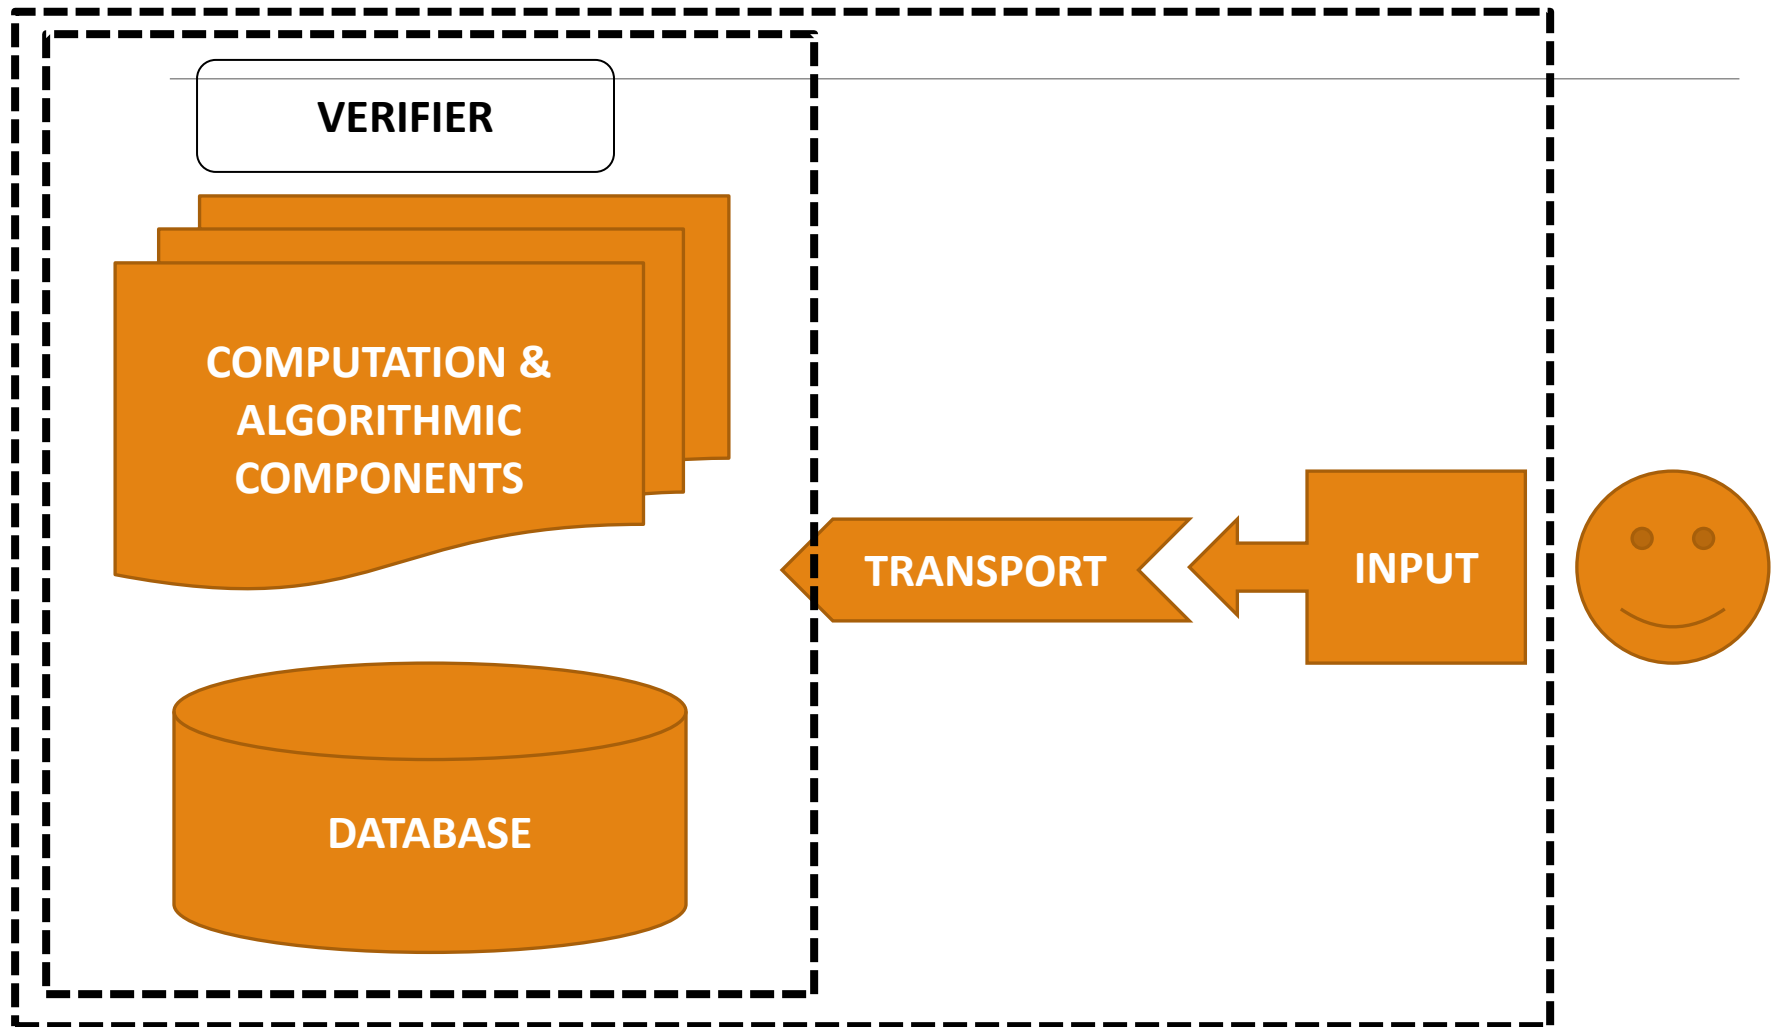 VERIFIER
COMPUTATION &
ALGORITHMIC
COMPONENTS
TRANSPORT
INPUT
DATABASE